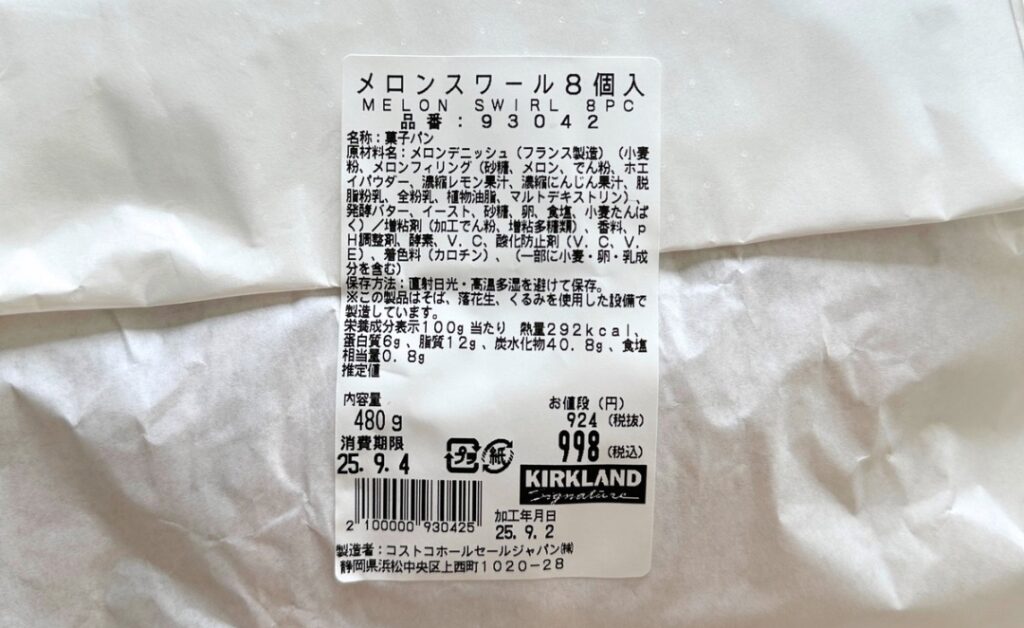 メロンスワール8個入
MELON SWIRL 8PC
品番:93042
名称:菓子パン
原材料名:メロンデニッシュ(フランス製造)(小麦
粉、メロンフィリング(砂糖、メロン、でん粉、ホエ
イパウダー、濃縮レモン果汁、濃縮にんじん果汁、脱
脂粉乳、全粉乳、植物油脂、マルトデキストリン)、
発酵バター、イースト、砂糖、卵、食塩、小麦たんぱ
く)/増粘剤(加工でん粉、増粘多糖類)、香料、p
H調整剤、酵素、V.C、酸化防止剤(V.C、V.
E)、着色料(カロチン)、(一部に小麦・卵・乳成
分を含む)
保存方法:直射日光・高温多湿を避けて保存。
※この製品はそば、落花生、くるみを使用した設備で
製造しています。
栄養成分表示100g当たり 熱量292kcal、
蛋白質6g、脂質12g、炭水化物40.8g、食塩
相当量0.8g
推定値
内容量
480g
お値段(円)
924(税抜)
998(税込)
消費期限
25.9.4
プラ
紙
KIRKLAND
Signature
2 100000 930425
加工年月日
25.9.2
製造者:コストコホールセールジャパン㈱
静岡県浜松中央区上西町1020-28